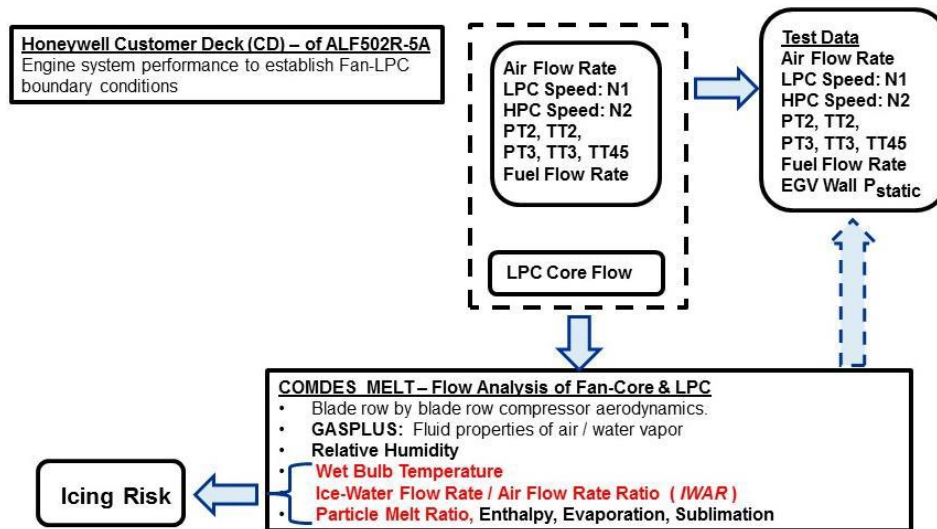 Honeywell Customer Deck (CD) – of ALF502R-5A
Engine system performance to establish Fan-LPC
boundary conditions
Air Flow Rate
LPC Speed: N1
HPC Speed: N2
PT2, TT2,
PT3, TT3, TT45
Fuel Flow Rate
LPC Core Flow
Test Data
Air Flow Rate
LPC Speed: N1
HPC Speed: N2
PT2, TT2,
PT3, TT3, TT45
Fuel Flow Rate
EGV Wall Pstatic
COMDES MELT – Flow Analysis of Fan-Core & LPC
• Blade row by blade row compressor aerodynamics.
• GASPLUS: Fluid properties of air / water vapor
• Relative Humidity
• Wet Bulb Temperature
Ice-Water Flow Rate / Air Flow Rate Ratio ( IWAR )
• Particle Melt Ratio, Enthalpy, Evaporation, Sublimation
Icing Risk